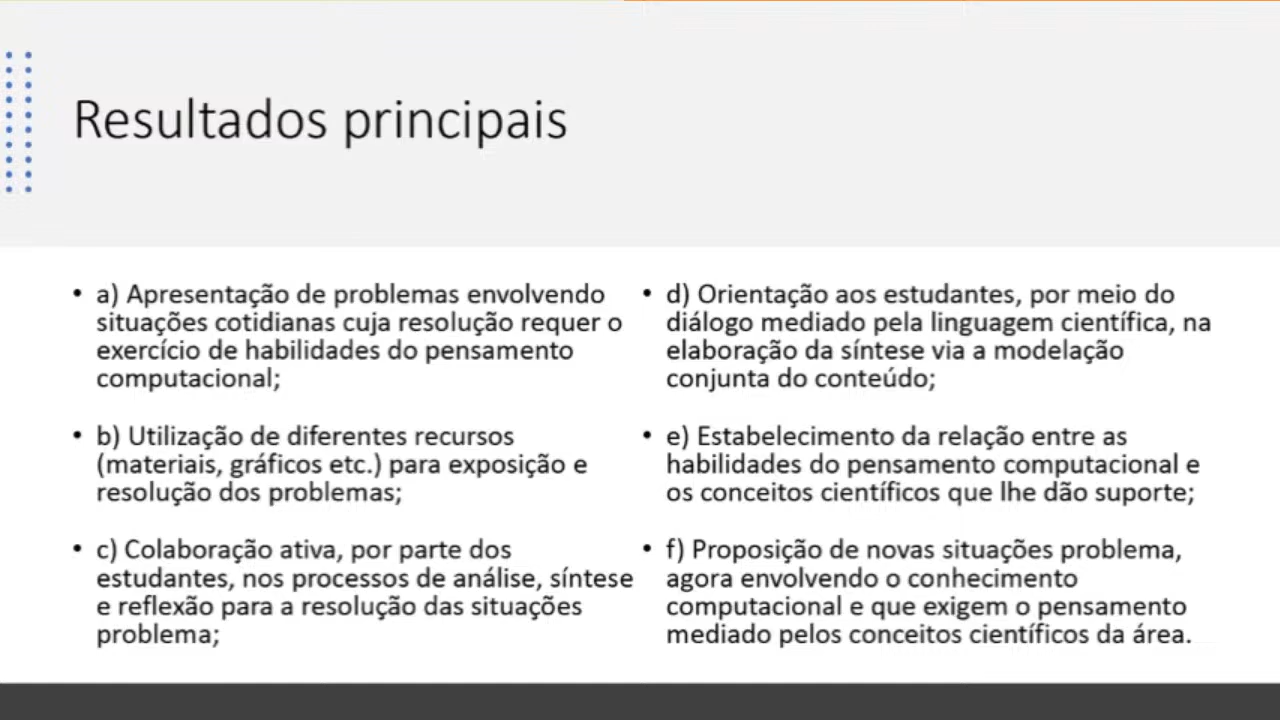 Resultados principais
• a) Apresentação de problemas envolvendo
situações cotidianas cuja resolução requer o
exercício de habilidades do pensamento
computacional;
• b) Utilização de diferentes recursos
(materiais, gráficos etc.) para exposição e
resolução dos problemas;
• c) Colaboração ativa, por parte dos
estudantes, nos processos de análise, síntese
e reflexão para a resolução das situações
problema;
• d) Orientação aos estudantes, por meio do
diálogo mediado pela linguagem científica, na
elaboração da síntese via a modelação
conjunta do conteúdo;
• e) Estabelecimento da relação entre as
habilidades do pensamento computacional e
os conceitos científicos que lhe dão suporte;
• f) Proposição de novas situações problema,
agora envolvendo o conhecimento
computacional e que exigem o pensamento
mediado pelos conceitos científicos da área.